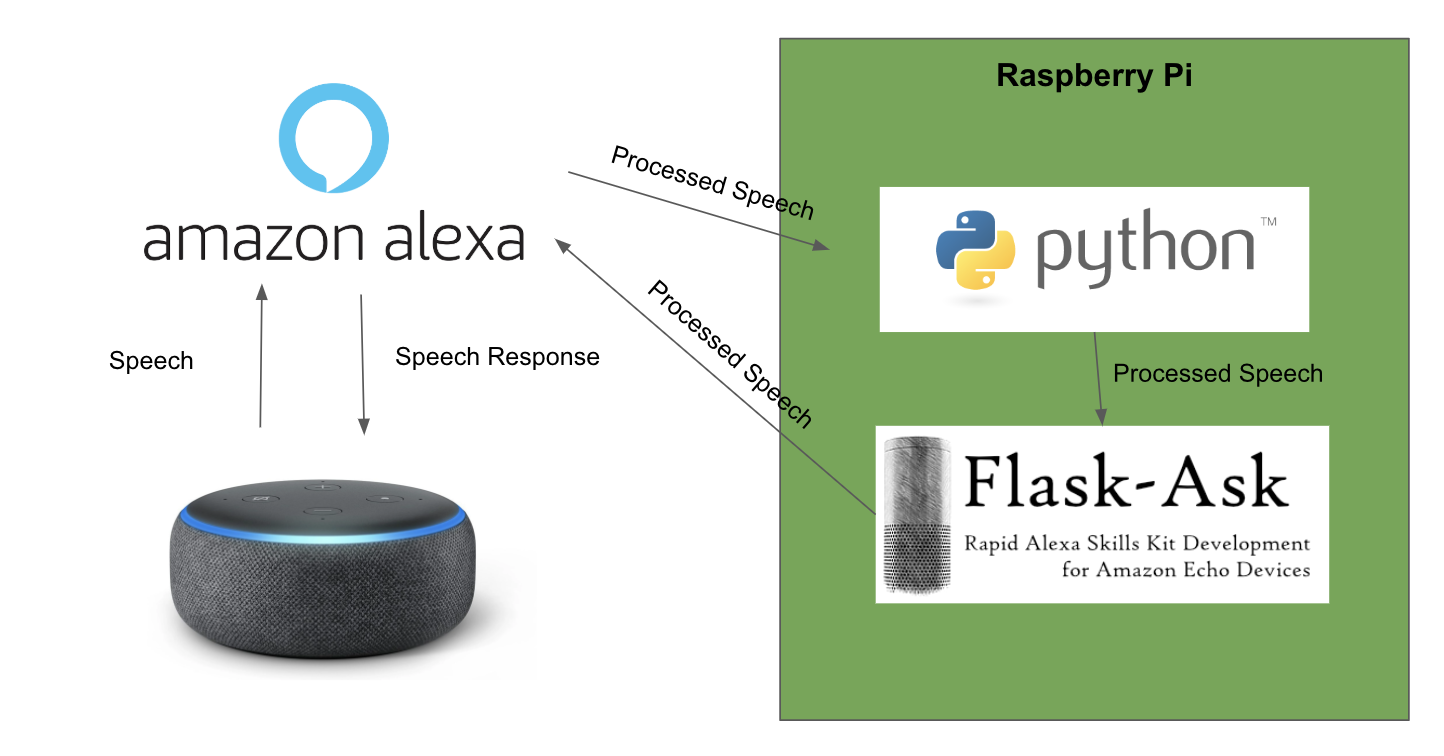 Raspberry Pi
amazon alexa
Processed Speech
python™
Processed Speech
Speech
Speech Response
Processed Speech
Flask-Ask
Rapid Alexa Skills Kit Development
for Amazon Echo Devices